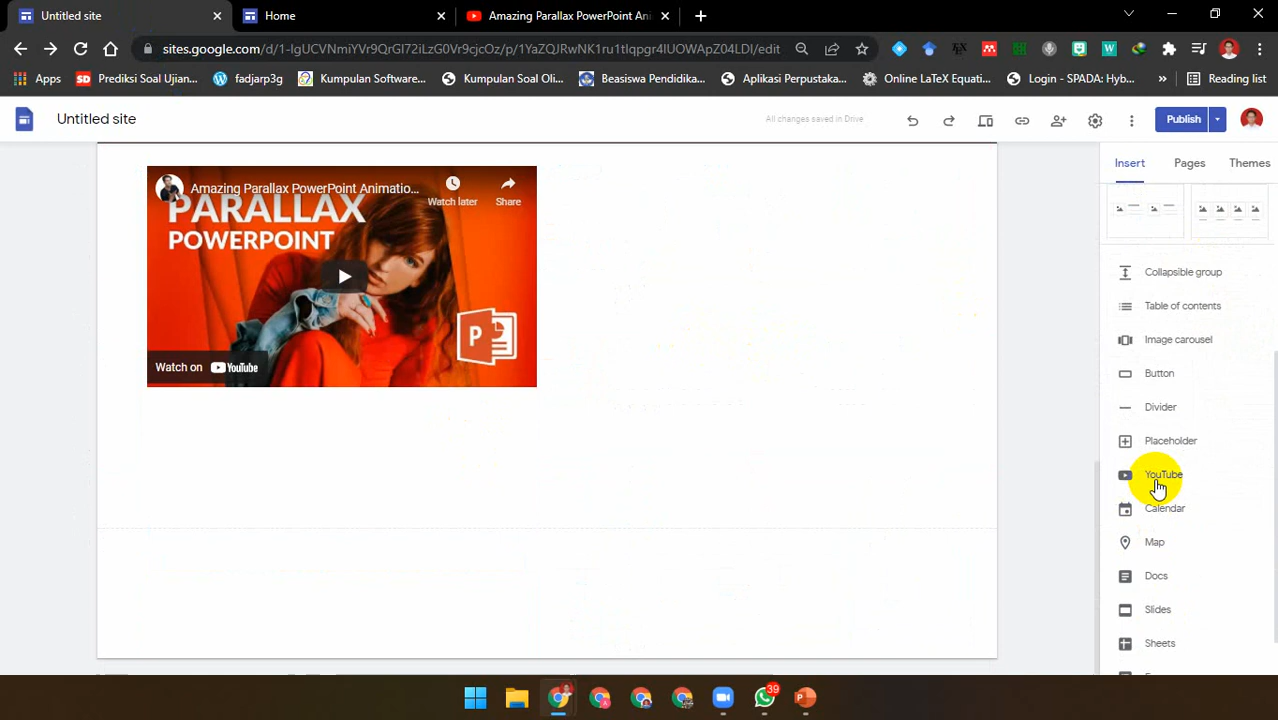 Untitled site
Home
Amazing Parallax PowerPoint Ani
sites.google.com/d/1-IgUCVNmiYVr9QrGI72iLzG0Vr9cjcOz/p/1YaZQJRwNK1ru1tlqpgr4lUOWApZ04LDI/edit
Apps
Prediksi Soal Ujian...
fadjarp3g
Kumpulan Software...
Kumpulan Soal Oli...
Beasiswa Pendidika...
Aplikasi Perpustaka...
Online LaTeX Equati...
Login - SPADA: Hyb...
»
Reading list
Untitled site
All changes saved in Drive
Publish
Insert
Pages
Themes
Amazing Parallax PowerPoint Animatio...
Watch later
Share
PARALLAX
POWERPOINT
P
Watch on YouTube
Collapsible group
Table of contents
Image carousel
Button
Divider
Placeholder
YouTube
Calendar
Map
Docs
Slides
Sheets
39